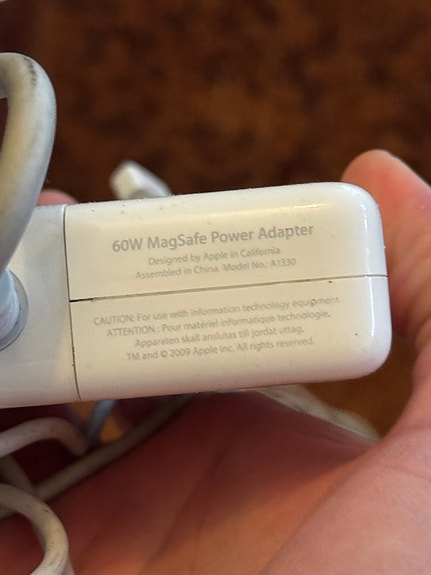 60W MagSafe Power Adapter
Designed by Apple in California
Assembled in China Model No.: A1330
CAUTION: For use with information technology equipment
ATTENTION : Pour matériel informatique technologie.
Apparaten skall anslutas till jordat uttag.
TM and © 2009 Apple Inc. All rights reserved.